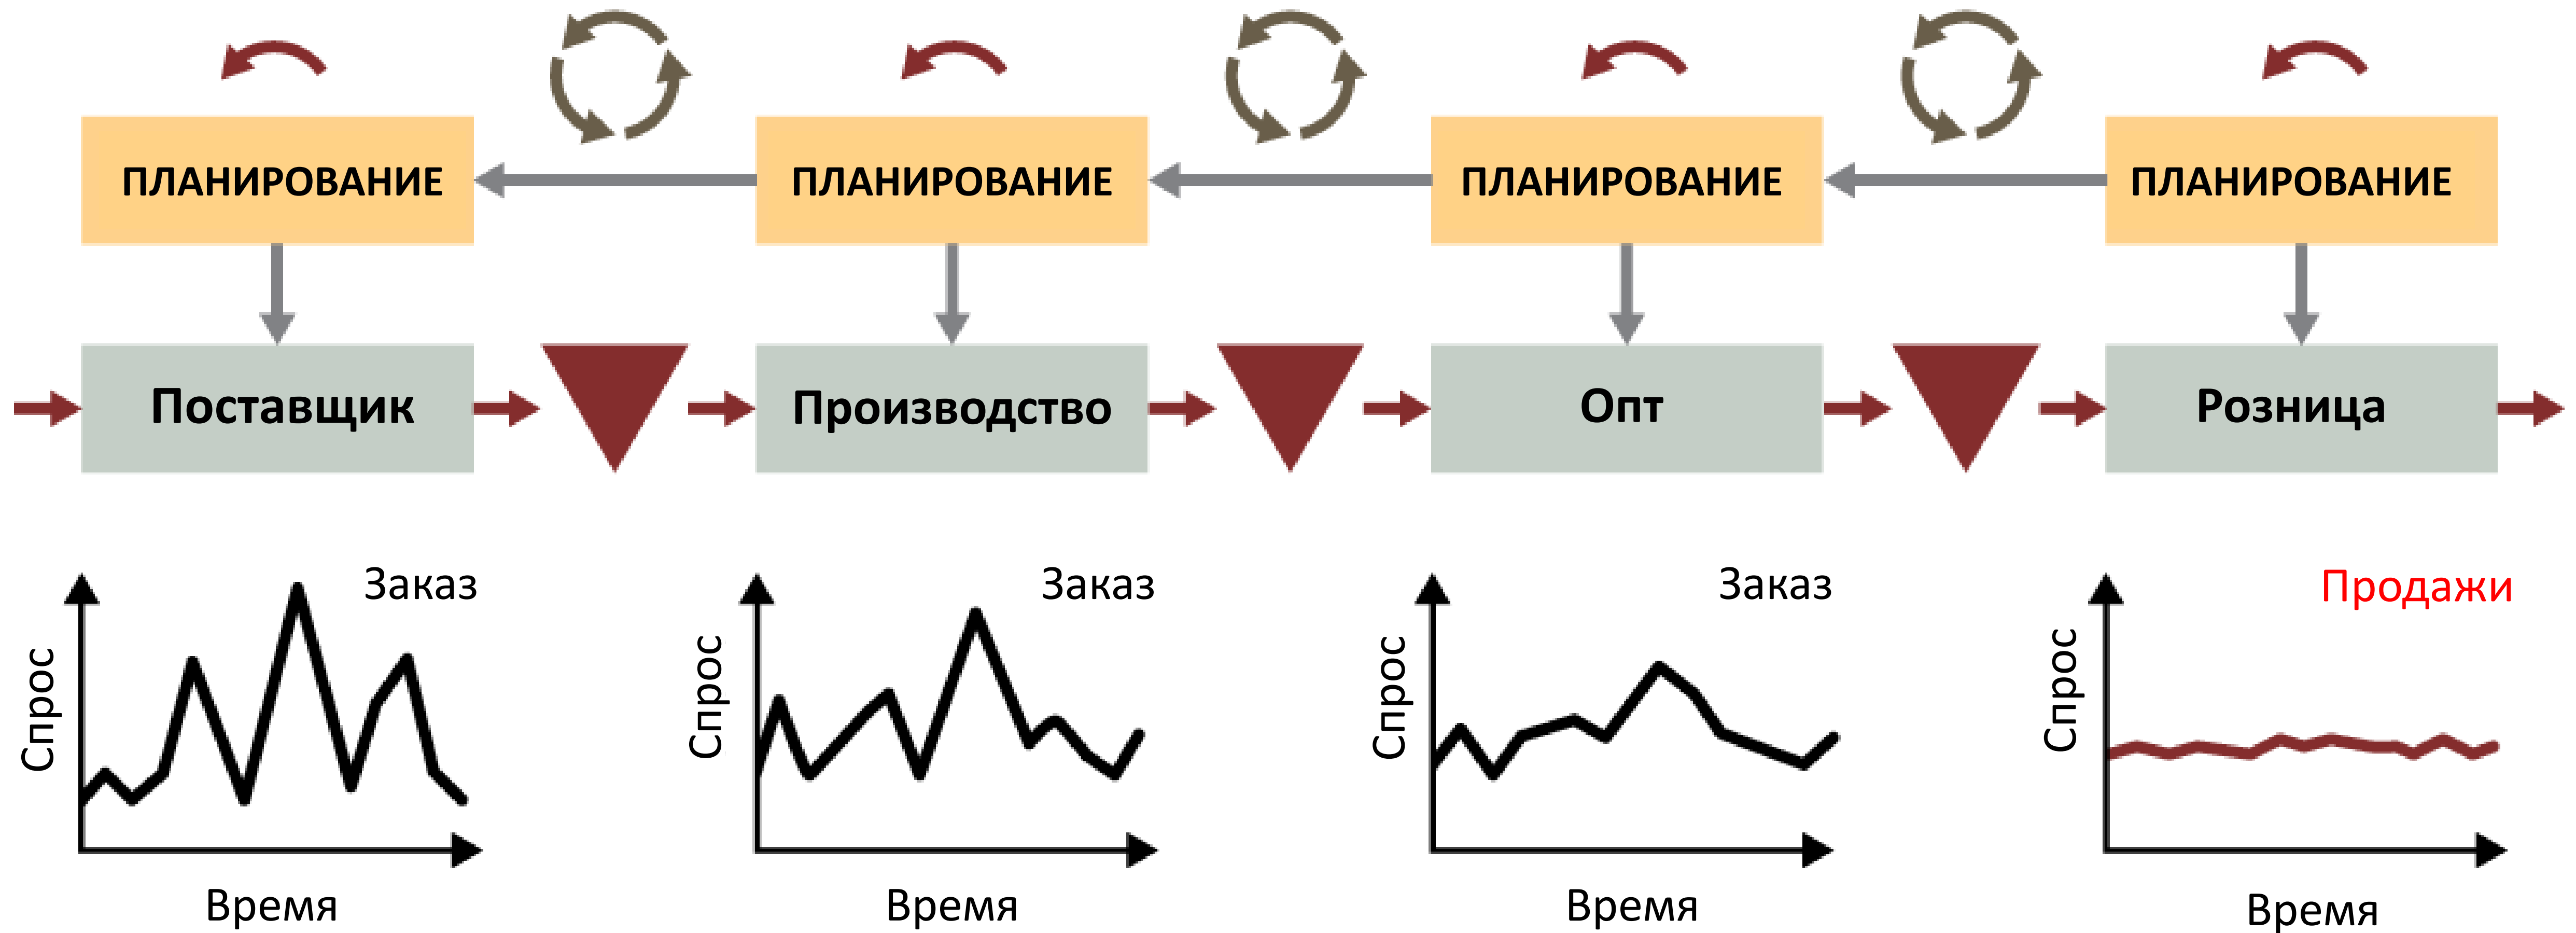 ПЛАНИРОВАНИЕ
ПЛАНИРОВАНИЕ
ПЛАНИРОВАНИЕ
ПЛАНИРОВАНИЕ
Поставщик
Производство
Опт
Розница
Заказ
Заказ
Заказ
Продажи
Спрос
Спрос
Спрос
Спрос
Время
Время
Время
Время